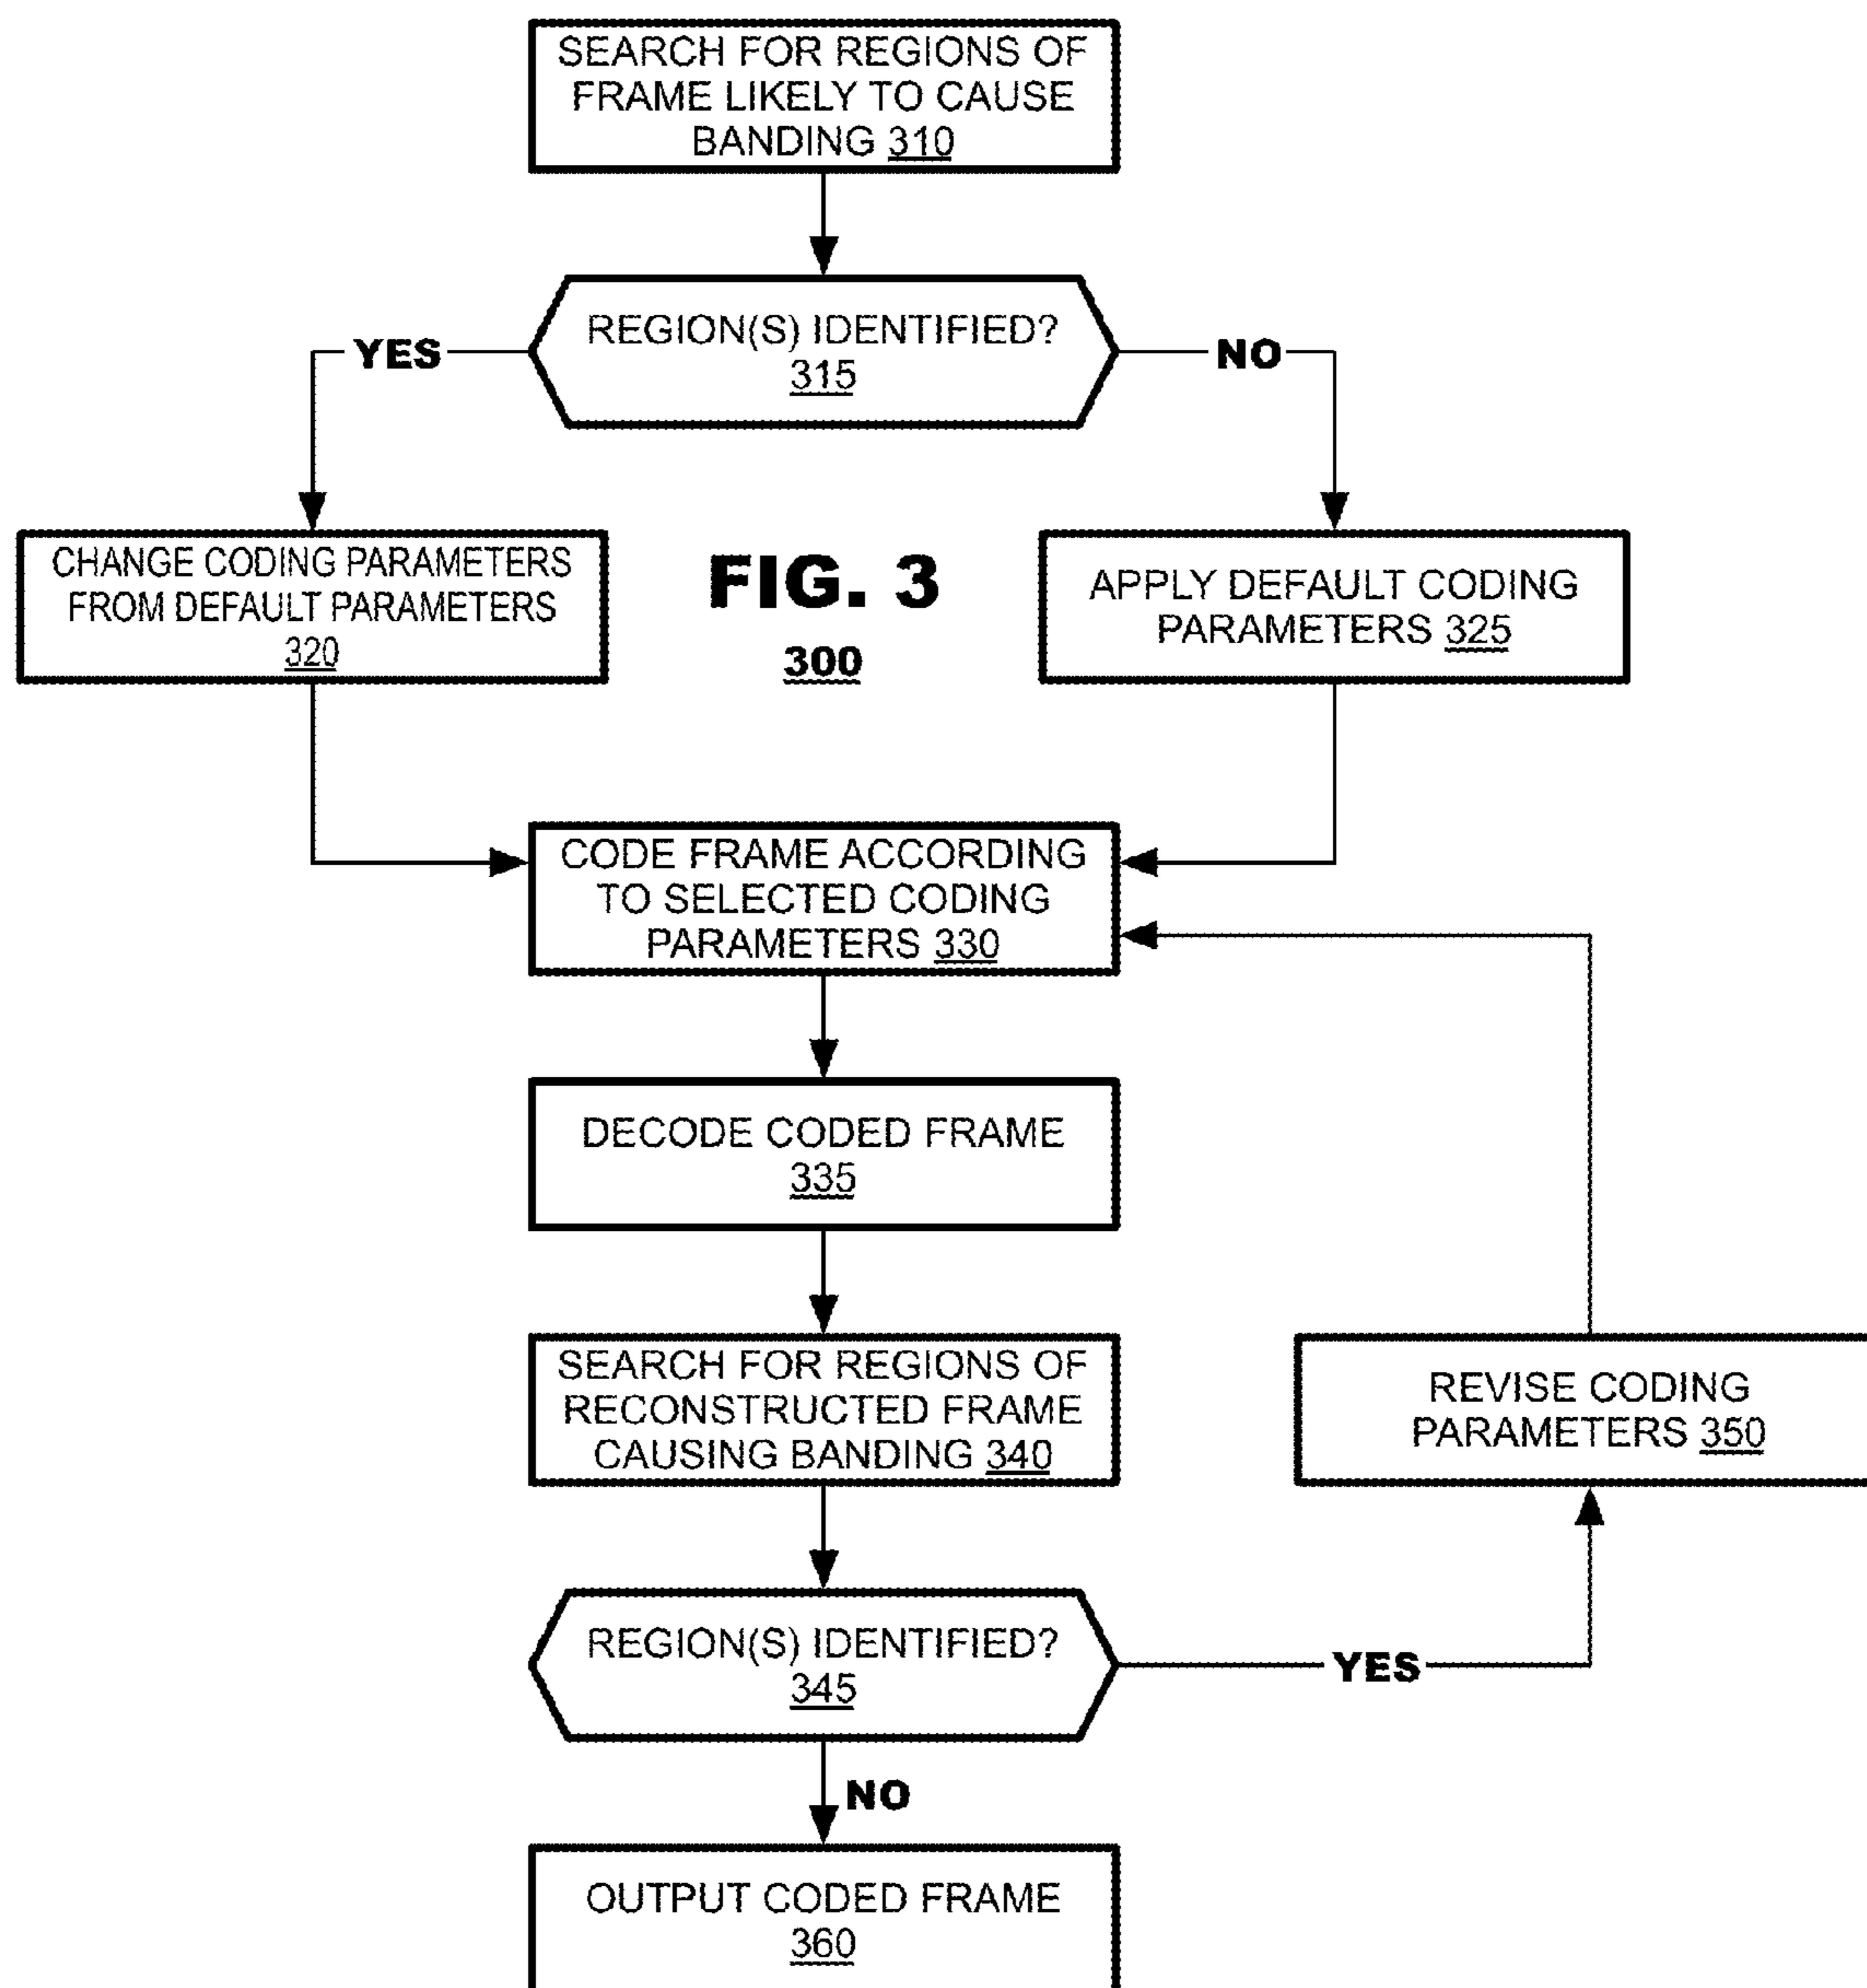 SEARCH FOR REGIONS OF
FRAME LIKELY TO CAUSE
BANDING 310
REGION(S) IDENTIFIED?
315
YES
NO
CHANGE CODING PARAMETERS
FROM DEFAULT PARAMETERS
320
FIG. 3
300
APPLY DEFAULT CODING
PARAMETERS 325
CODE FRAME ACCORDING
TO SELECTED CODING
PARAMETERS 330
DECODE CODED FRAME
335
SEARCH FOR REGIONS OF
RECONSTRUCTED FRAME
CAUSING BANDING 340
REVISE CODING
PARAMETERS 350
REGION(S) IDENTIFIED?
345
YES
NO
OUTPUT CODED FRAME
360